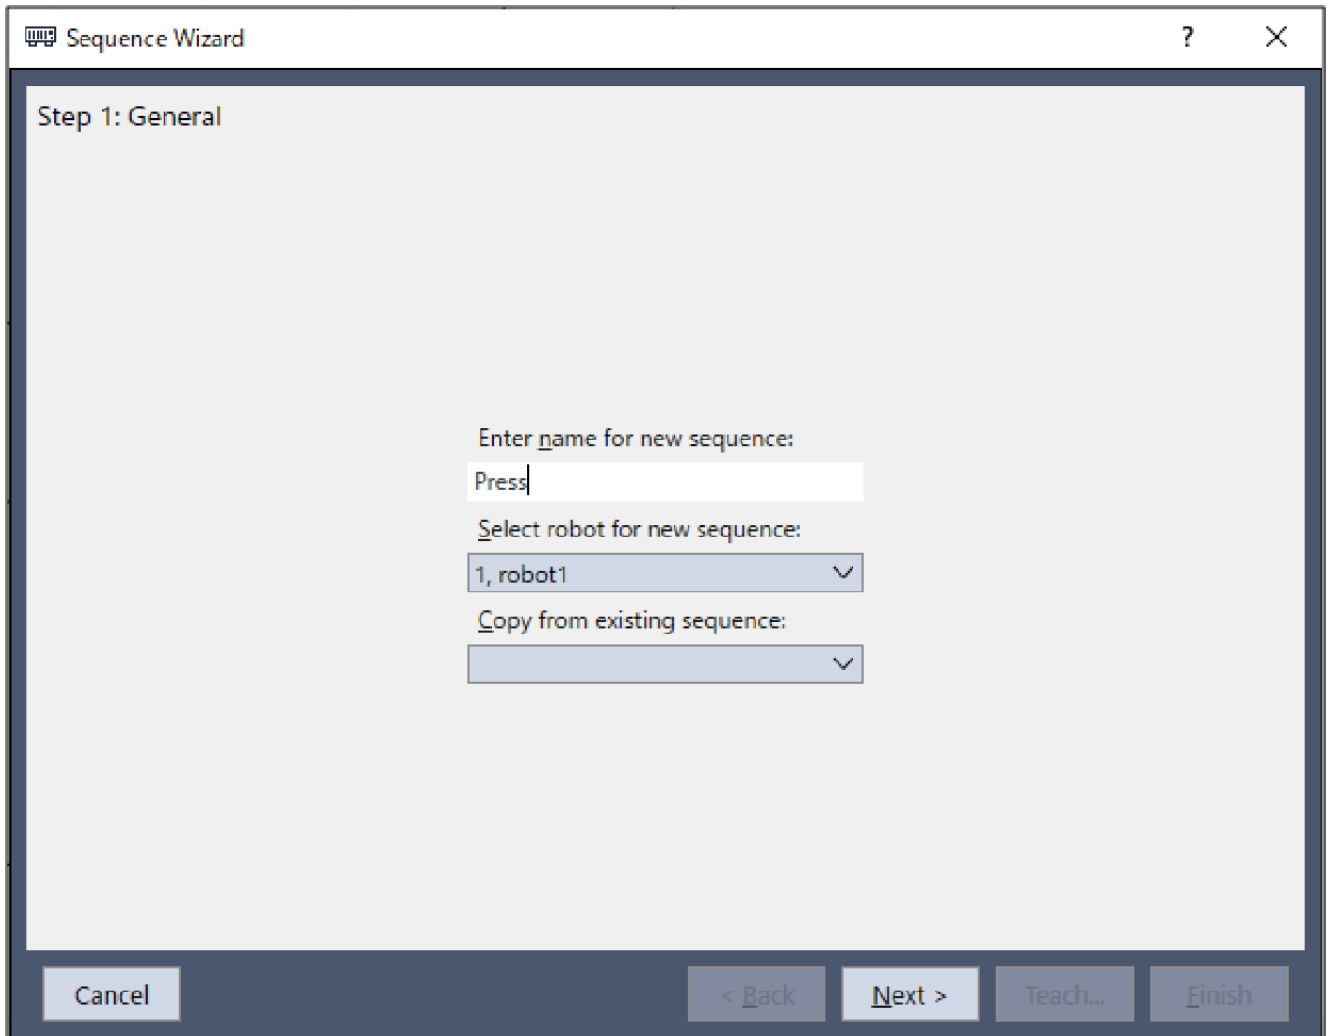 Sequence Wizard ? ×
Step 1: General
Enter name for new sequence:
Press
Select robot for new sequence:
1, robot1
Copy from existing sequence:
Cancel < Back Next > Teach... Finish